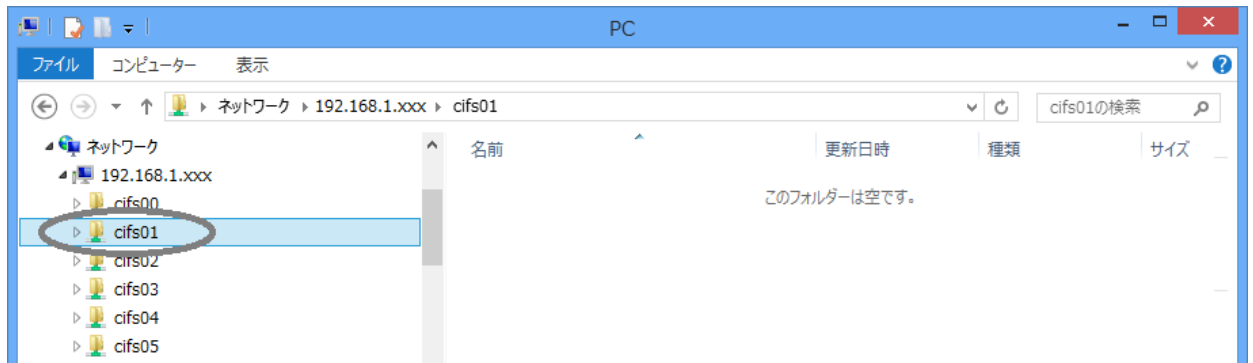 PC
ファイル コンピューター 表示
ネットワーク 192.168.1.xxx cifs01 cifs01の検索
ネットワーク
192.168.1.xxx
cifs00
cifs01
cifs02
cifs03
cifs04
cifs05
名前 更新日時 種類 サイズ
このフォルダーは空です。